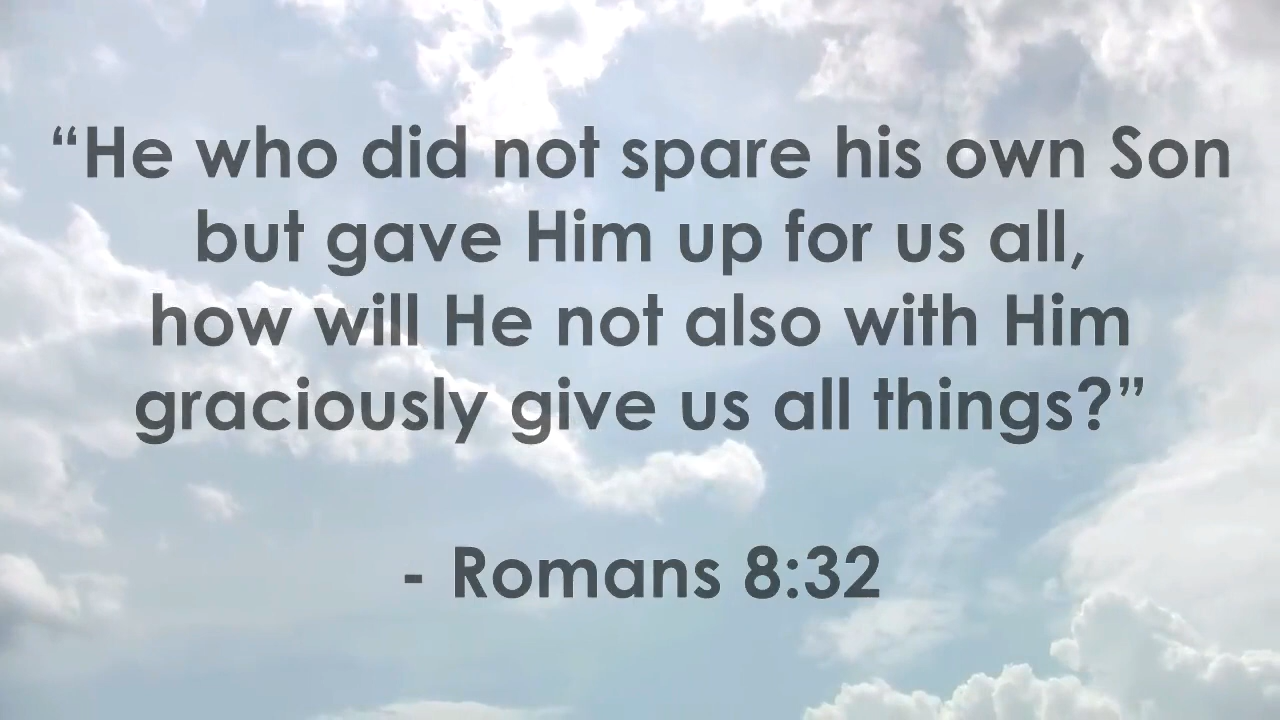 “He who did not spare his own Son
but gave Him up for us all,
how will He not also with Him
graciously give us all things?”
- Romans 8:32